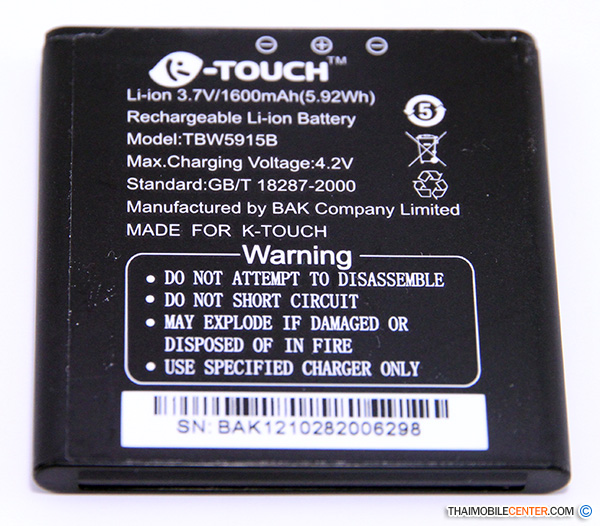 ⊖ ⊕ ⊖
K-TOUCH™
Li-ion 3.7V/1600mAh(5.92Wh)
Rechargeable Li-ion Battery
5
Model:TBW5915B
Max.Charging Voltage:4.2V
Standard:GB/T 18287-2000
Manufactured by BAK Company Limited
MADE FOR K-TOUCH
Warning
• DO NOT ATTEMPT TO DISASSEMBLE
• DO NOT SHORT CIRCUIT
• MAY EXPLODE IF DAMAGED OR
DISPOSED OF IN FIRE
• USE SPECIFIED CHARGER ONLY
SN: BAK1210282006298
THAIMOBILECENTER.COM ©